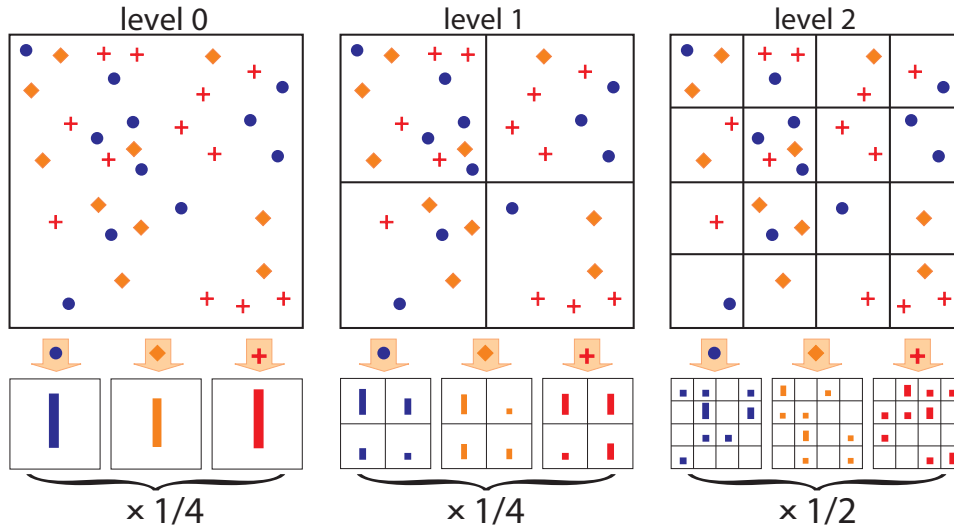 level 0
level 1
level 2
× 1/4
× 1/4
× 1/2